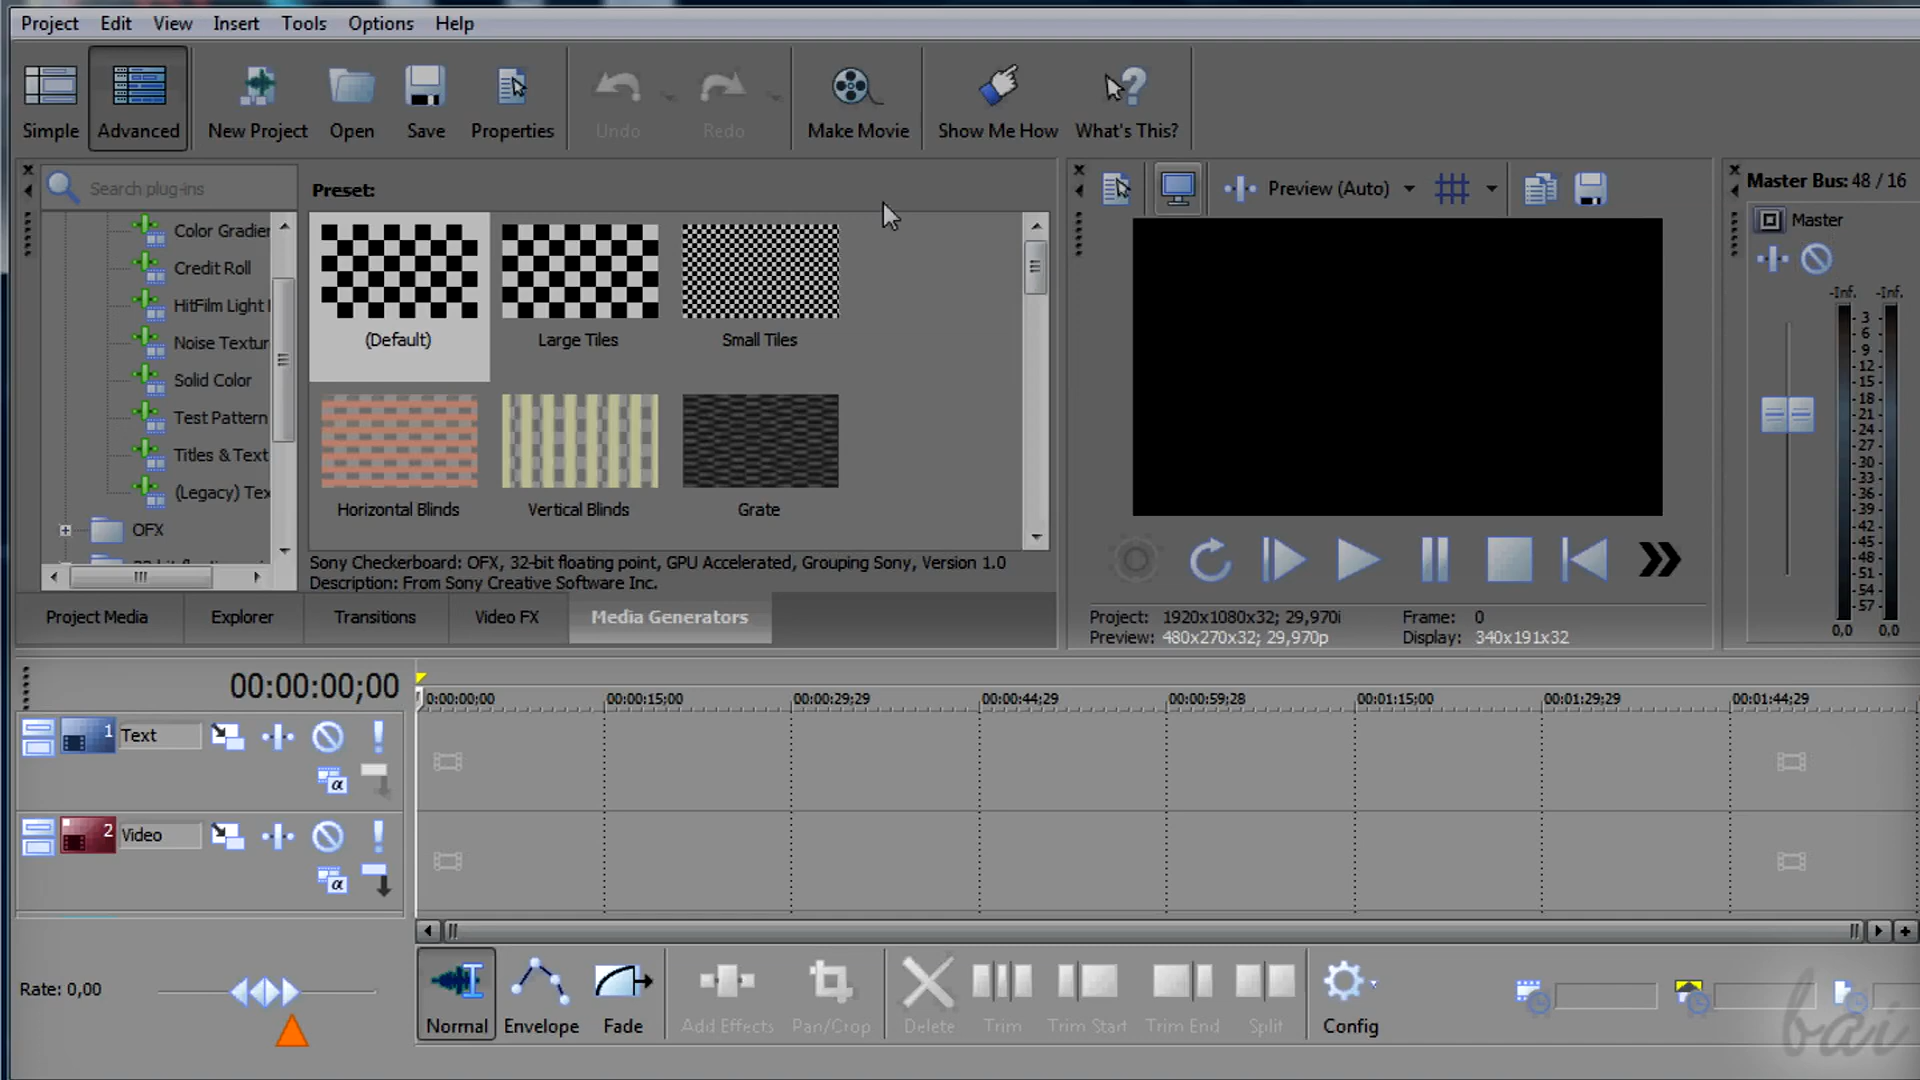 Project Edit View Insert Tools Options Help
Simple Advanced New Project Open Save Properties Undo Redo Make Movie Show Me How What's This?
Search plug-ins
Color Gradier
Credit Roll
HitFilm Light
Noise Textur
Solid Color
Test Pattern
Titles & Text
(Legacy) Tex
OFX
Preset:
(Default) Large Tiles Small Tiles
Horizontal Blinds Vertical Blinds Grate
Sony Checkerboard: OFX, 32-bit floating point, GPU Accelerated, Grouping Sony, Version 1.0
Description: From Sony Creative Software Inc.
Project Media Explorer Transitions Video FX Media Generators
Preview (Auto)
Project: 1920x1080x32; 29,970i Frame: 0
Preview: 480x270x32; 29,970p Display: 340x191x32
Master Bus: 48 / 16
Master
-Inf. -Inf.
3
6
9
12
15
18
21
24
27
30
33
36
39
42
45
48
51
54
57
0,0 0,0
00:00:00;00
0:00:00;00 00:00:15;00 00:00:29;29 00:00:44;29 00:00:59;28 00:01:15;00 00:01:29;29 00:01:44;29
1 Text
α
2 Video
α
Rate: 0,00
Normal Envelope Fade Add Effects Pan/Crop Delete Trim Trim Start Trim End Split Config
bai